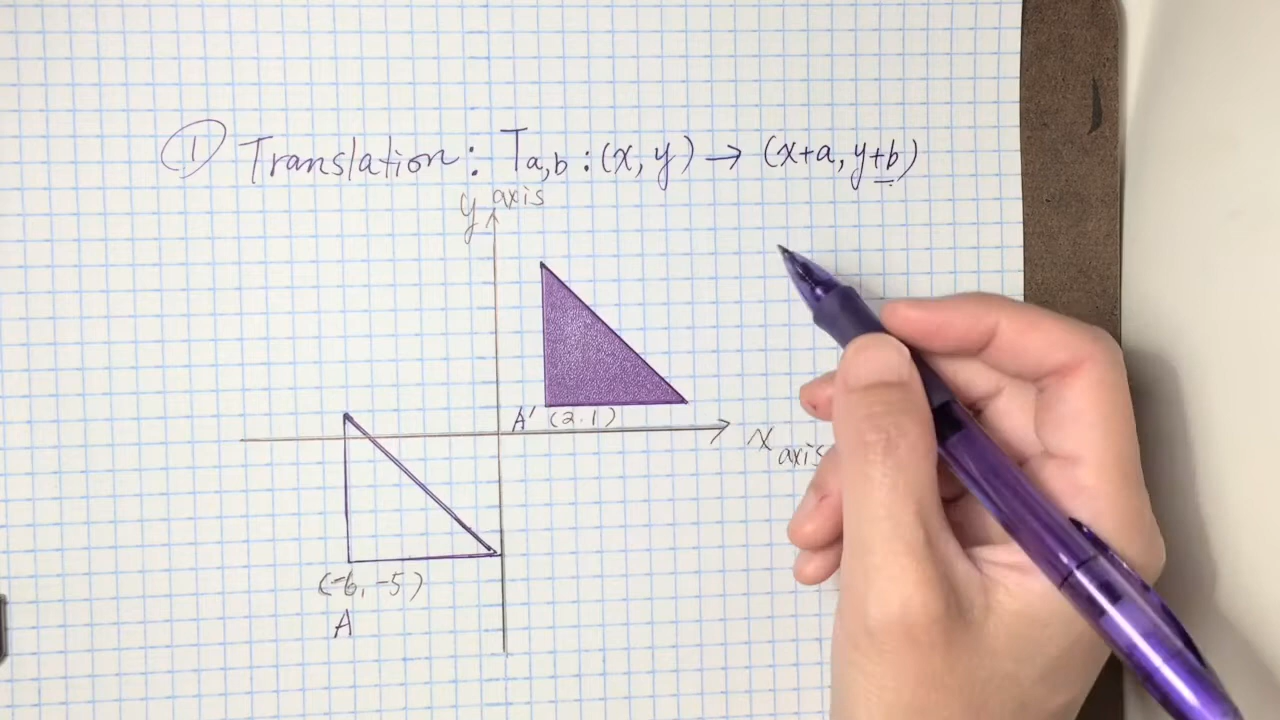 ① Translation: Ta,b : (x, y) → (x+a, y+b)
y axis
A' (2.1)
x axis
(-6, -5)
A